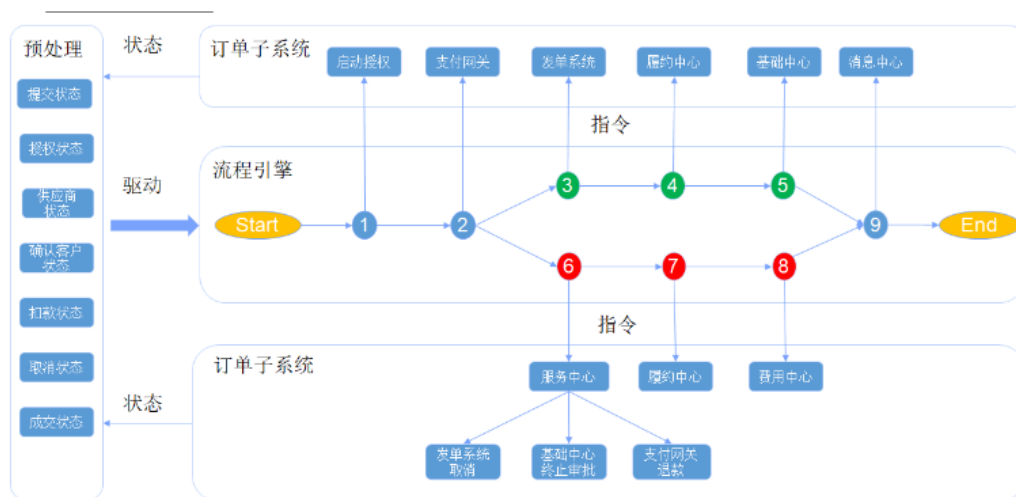 预处理
提交状态
授权状态
供应商
状态
确认客户
状态
扣款状态
取消状态
成交状态
状态
驱动
状态
订单子系统
启动授权
支付网关
发单系统
履约中心
基础中心
消息中心
指令
流程引擎
Start
1
2
3
4
5
6
7
8
9
End
指令
订单子系统
服务中心
履约中心
费用中心
发单系统
取消
基础中心
终止审批
支付网关
退款